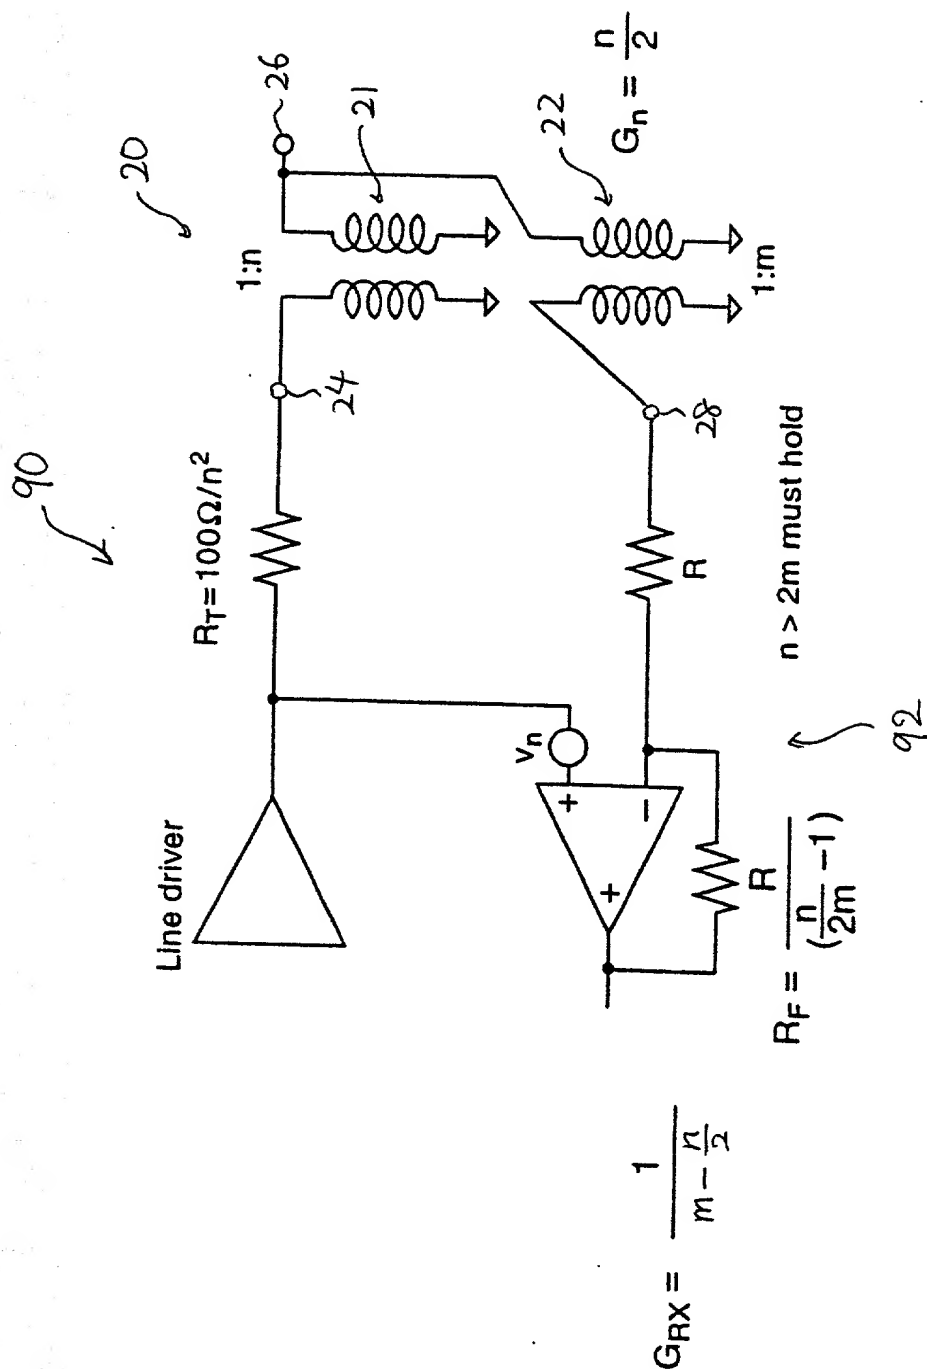 90
20
Line driver
R_T = 100Ω/n²
24
1:n
26
21
v_n
+
−
+
R
28
22
1:m
G_n = n/2
R_F = R/(n/2m −1)
n > 2m must hold
92
G_RX = 1/(m − n/2)